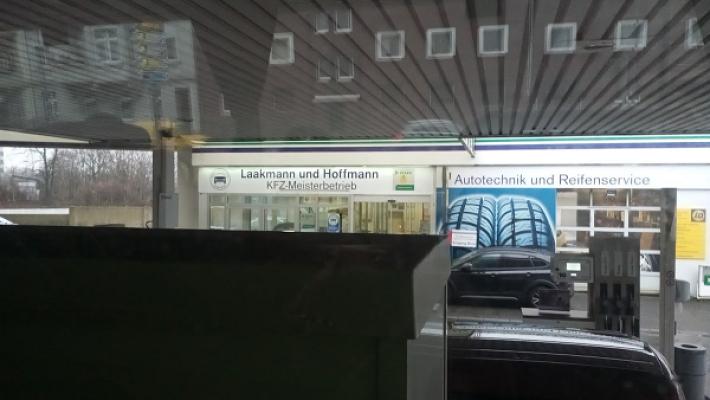 Laakmann und Hoffmann
KFZ-Meisterbetrieb
Autotechnik und Reifenservice